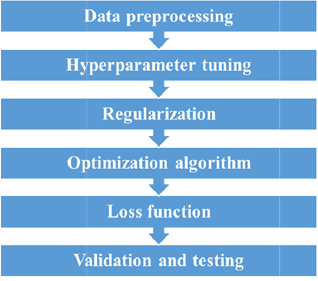 Data preprocessing
Hyperparameter tuning
Regularization
Optimization algorithm
Loss function
Validation and testing